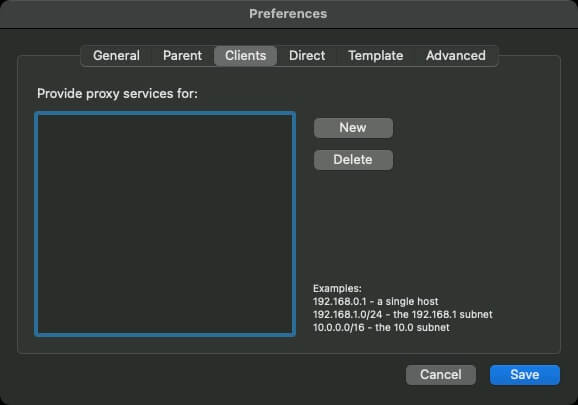 Preferences
General Parent Clients Direct Template Advanced
Provide proxy services for:
New
Delete
Examples:
192.168.0.1 - a single host
192.168.1.0/24 - the 192.168.1 subnet
10.0.0.0/16 - the 10.0 subnet
Cancel Save